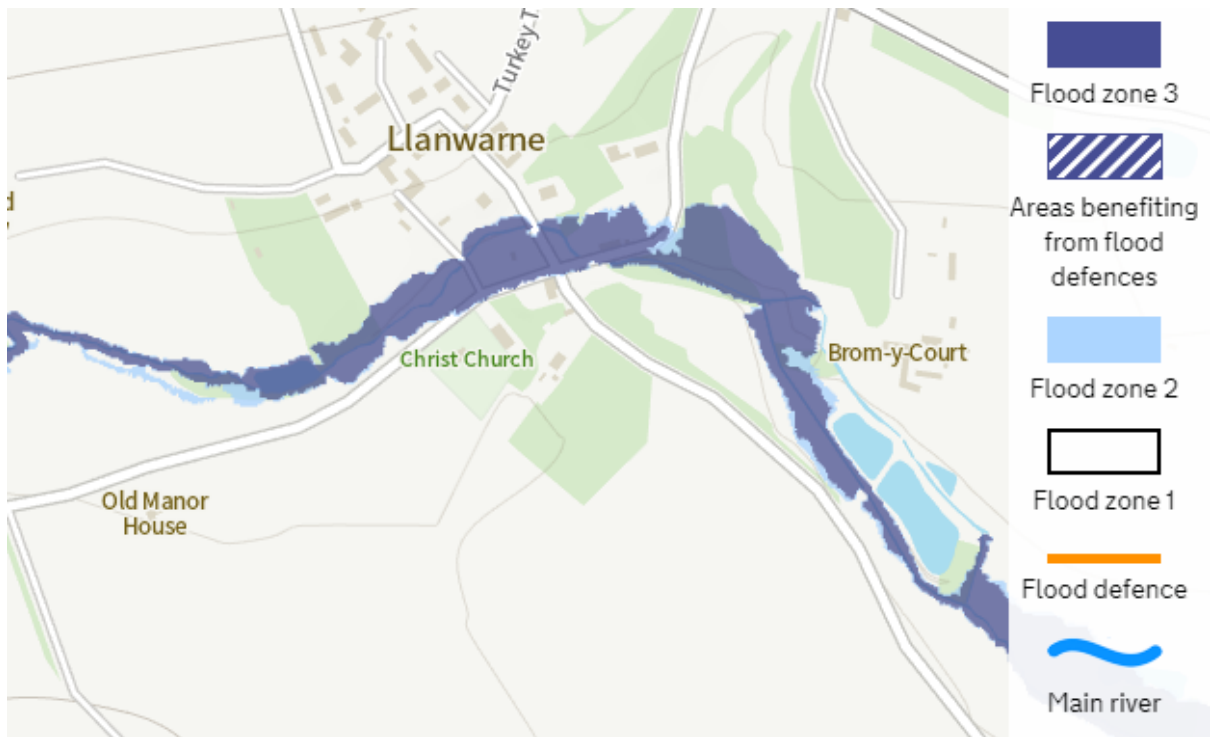 Turkey T
Llanwarne
d
Christ Church
Brom-y-Court
Old Manor
House
Flood zone 3
Areas benefiting
from flood
defences
Flood zone 2
Flood zone 1
Flood defence
Main river